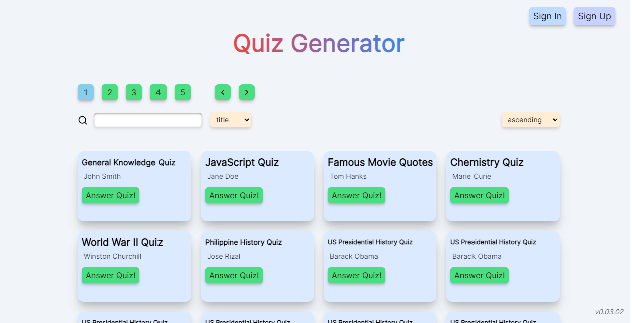 Sign In Sign Up
Quiz Generator
1 2 3 4 5 < >
title ascending
General Knowledge Quiz JavaScript Quiz Famous Movie Quotes Chemistry Quiz
John Smith Jane Doe Tom Hanks Marie Curie
Answer Quiz! Answer Quiz! Answer Quiz! Answer Quiz!
World War II Quiz Philippine History Quiz US Presidential History Quiz US Presidential History Quiz
Winston Churchill Jose Rizal Barack Obama Barack Obama
Answer Quiz! Answer Quiz! Answer Quiz! Answer Quiz!
v0.03.02
US Presidential History Quiz US Presidential History Quiz US Presidential History Quiz US Presidential History Quiz